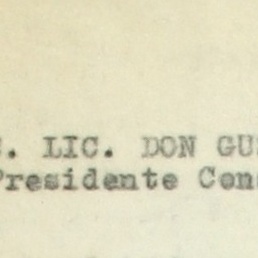 . LIC. DON GU
Presidente Con